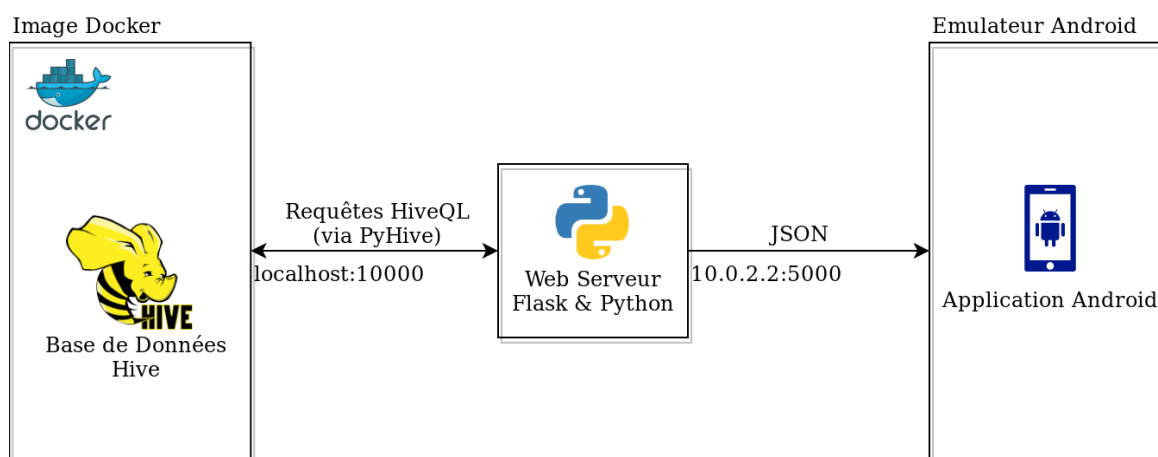 Image Docker
Emulateur Android
docker
Requêtes HiveQL
(via PyHive)
localhost:10000
JSON
10.0.2.2:5000
HIVE
Base de Données
Hive
Web Serveur
Flask & Python
Application Android